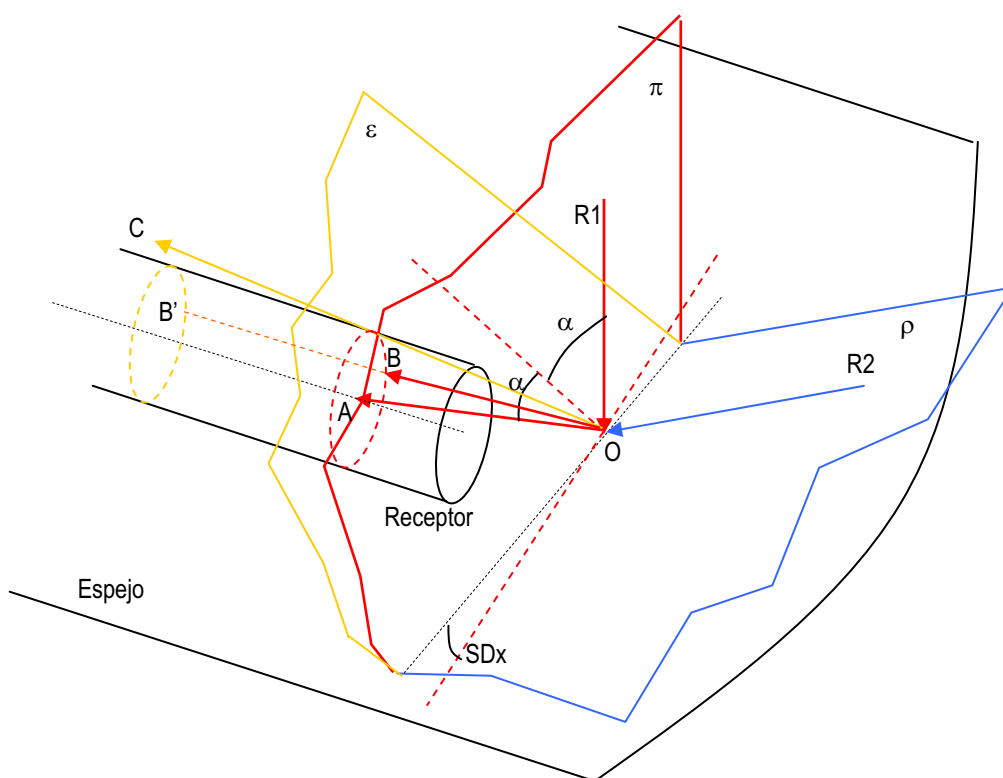 π
ε
R1
C
α
ρ
B'
B
R2
α
A
O
Receptor
Espejo
SDx